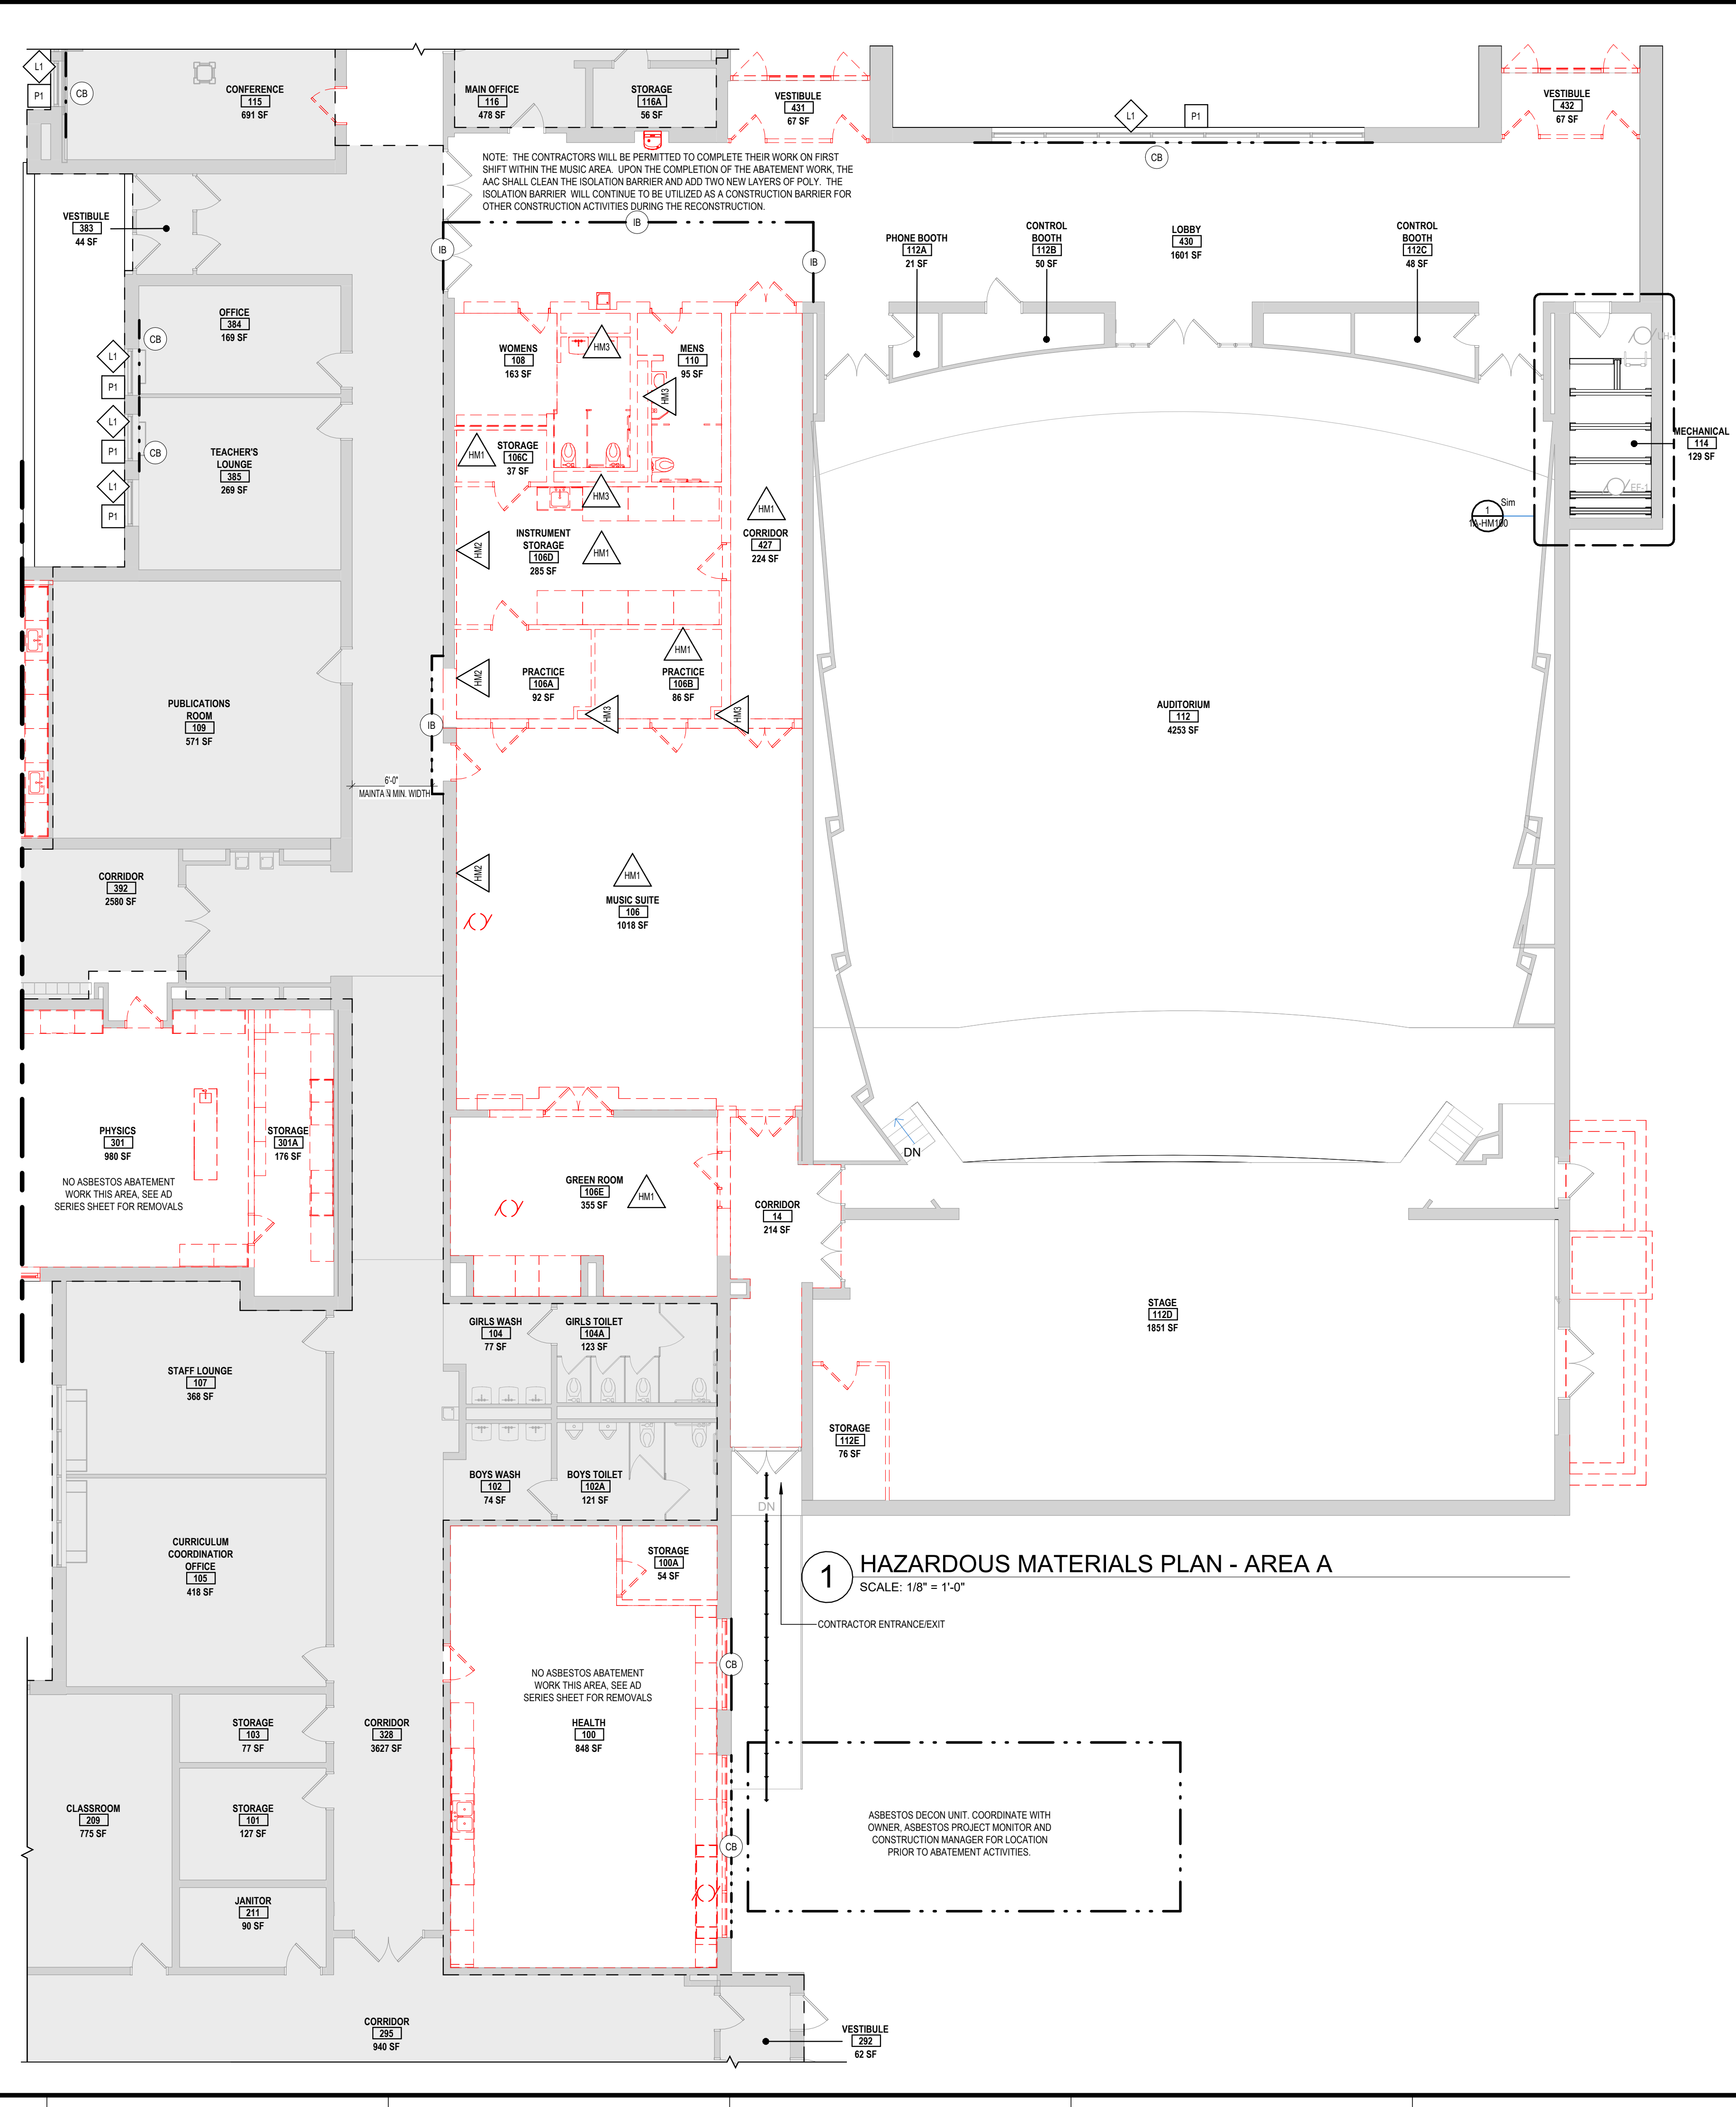 L1
P1
CB
CONFERENCE
115
691 SF
MAIN OFFICE
116
478 SF
STORAGE
116A
56 SF
VESTIBULE
431
67 SF
L1
P1
CB
VESTIBULE
432
67 SF
NOTE: THE CONTRACTORS WILL BE PERMITTED TO COMPLETE THEIR WORK ON FIRST
SHIFT WITHIN THE MUSIC AREA. UPON THE COMPLETION OF THE ABATEMENT WORK, THE
AAC SHALL CLEAN THE ISOLATION BARRIER AND ADD TWO NEW LAYERS OF POLY. THE
ISOLATION BARRIER WILL CONTINUE TO BE UTILIZED AS A CONSTRUCTION BARRIER FOR
OTHER CONSTRUCTION ACTIVITIES DURING THE RECONSTRUCTION.
IB
IB
IB
VESTIBULE
383
44 SF
PHONE BOOTH
112A
21 SF
CONTROL
BOOTH
112B
50 SF
LOBBY
430
1601 SF
CONTROL
BOOTH
112C
48 SF
OFFICE
384
169 SF
CB
L1
P1
L1
P1
CB
L1
P1
TEACHER'S
LOUNGE
385
269 SF
WOMENS
108
163 SF
HM3
MENS
110
95 SF
HM3
HM1
STORAGE
106C
37 SF
HM3
HM1
CORRIDOR
427
224 SF
INSTRUMENT
STORAGE
106D
285 SF
HM2
HM1
EF-1
MECHANICAL
114
129 SF
1
Sim
1A-HM100
HM1
HM2
PRACTICE
106A
92 SF
PRACTICE
106B
86 SF
HM3
HM3
IB
PUBLICATIONS
ROOM
109
571 SF
AUDITORIUM
112
4253 SF
6'-0"
MAINTAIN MIN. WIDTH
CORRIDOR
392
2580 SF
HM2
HM1
MUSIC SUITE
106
1018 SF
PHYSICS
301
980 SF
STORAGE
301A
176 SF
NO ASBESTOS ABATEMENT
WORK THIS AREA, SEE AD
SERIES SHEET FOR REMOVALS
DN
GREEN ROOM
106E
355 SF
HM1
CORRIDOR
14
214 SF
STAGE
112D
1851 SF
GIRLS WASH
104
77 SF
GIRLS TOILET
104A
123 SF
STAFF LOUNGE
107
368 SF
STORAGE
112E
76 SF
BOYS WASH
102
74 SF
BOYS TOILET
102A
121 SF
DN
CURRICULUM
COORDINATIOR
OFFICE
105
418 SF
STORAGE
100A
54 SF
1
HAZARDOUS MATERIALS PLAN - AREA A
SCALE: 1/8" = 1'-0"
CONTRACTOR ENTRANCE/EXIT
CB
NO ASBESTOS ABATEMENT
WORK THIS AREA, SEE AD
SERIES SHEET FOR REMOVALS
HEALTH
100
848 SF
STORAGE
103
77 SF
CORRIDOR
328
3627 SF
CLASSROOM
209
775 SF
STORAGE
101
127 SF
CB
ASBESTOS DECON UNIT. COORDINATE WITH
OWNER, ASBESTOS PROJECT MONITOR AND
CONSTRUCTION MANAGER FOR LOCATION
PRIOR TO ABATEMENT ACTIVITIES.
JANITOR
211
90 SF
CORRIDOR
295
940 SF
VESTIBULE
292
62 SF